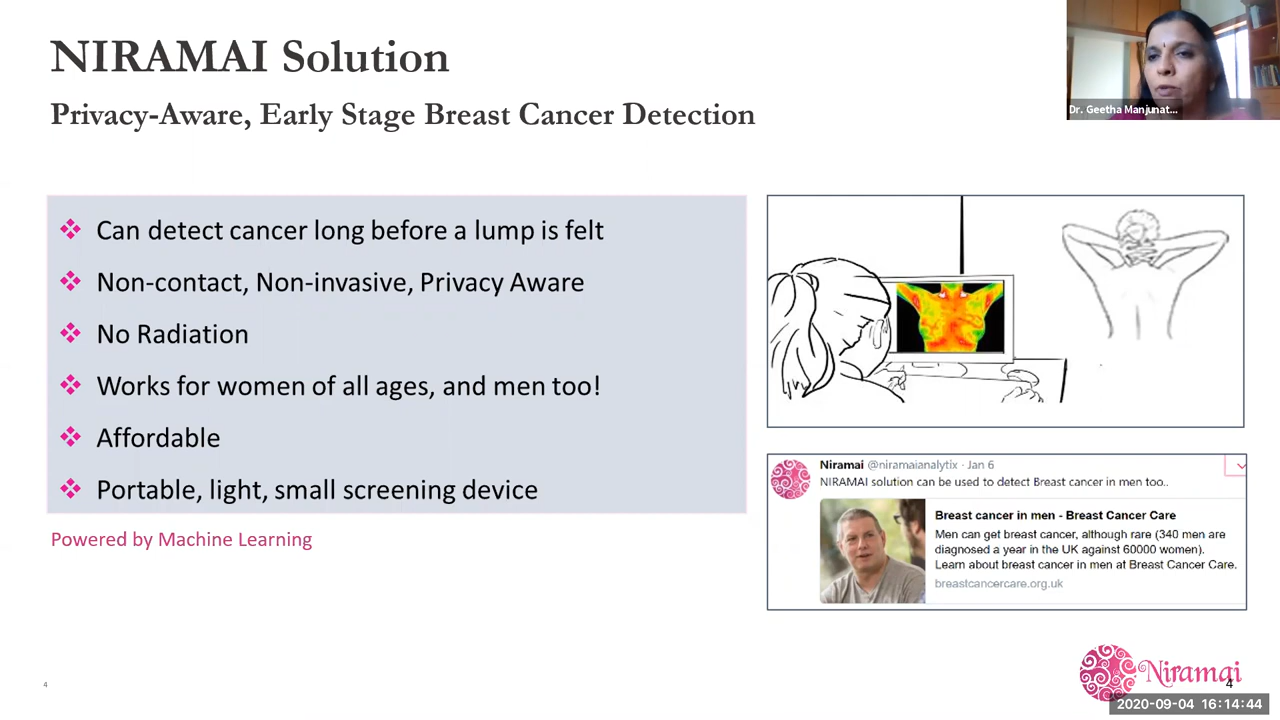 NIRAMAI Solution
Privacy-Aware, Early Stage Breast Cancer Detection
Dr. Geetha Manjunat...
Can detect cancer long before a lump is felt
Non-contact, Non-invasive, Privacy Aware
No Radiation
Works for women of all ages, and men too!
Affordable
Portable, light, small screening device
Powered by Machine Learning
Niramai @niramaianalytix · Jan 6
NIRAMAI solution can be used to detect Breast cancer in men too..
Breast cancer in men - Breast Cancer Care
Men can get breast cancer, although rare (340 men are
diagnosed a year in the UK against 60000 women).
Learn about breast cancer in men at Breast Cancer Care.
breastcancercare.org.uk
4
Niramai
4
2020-09-04 16:14:44